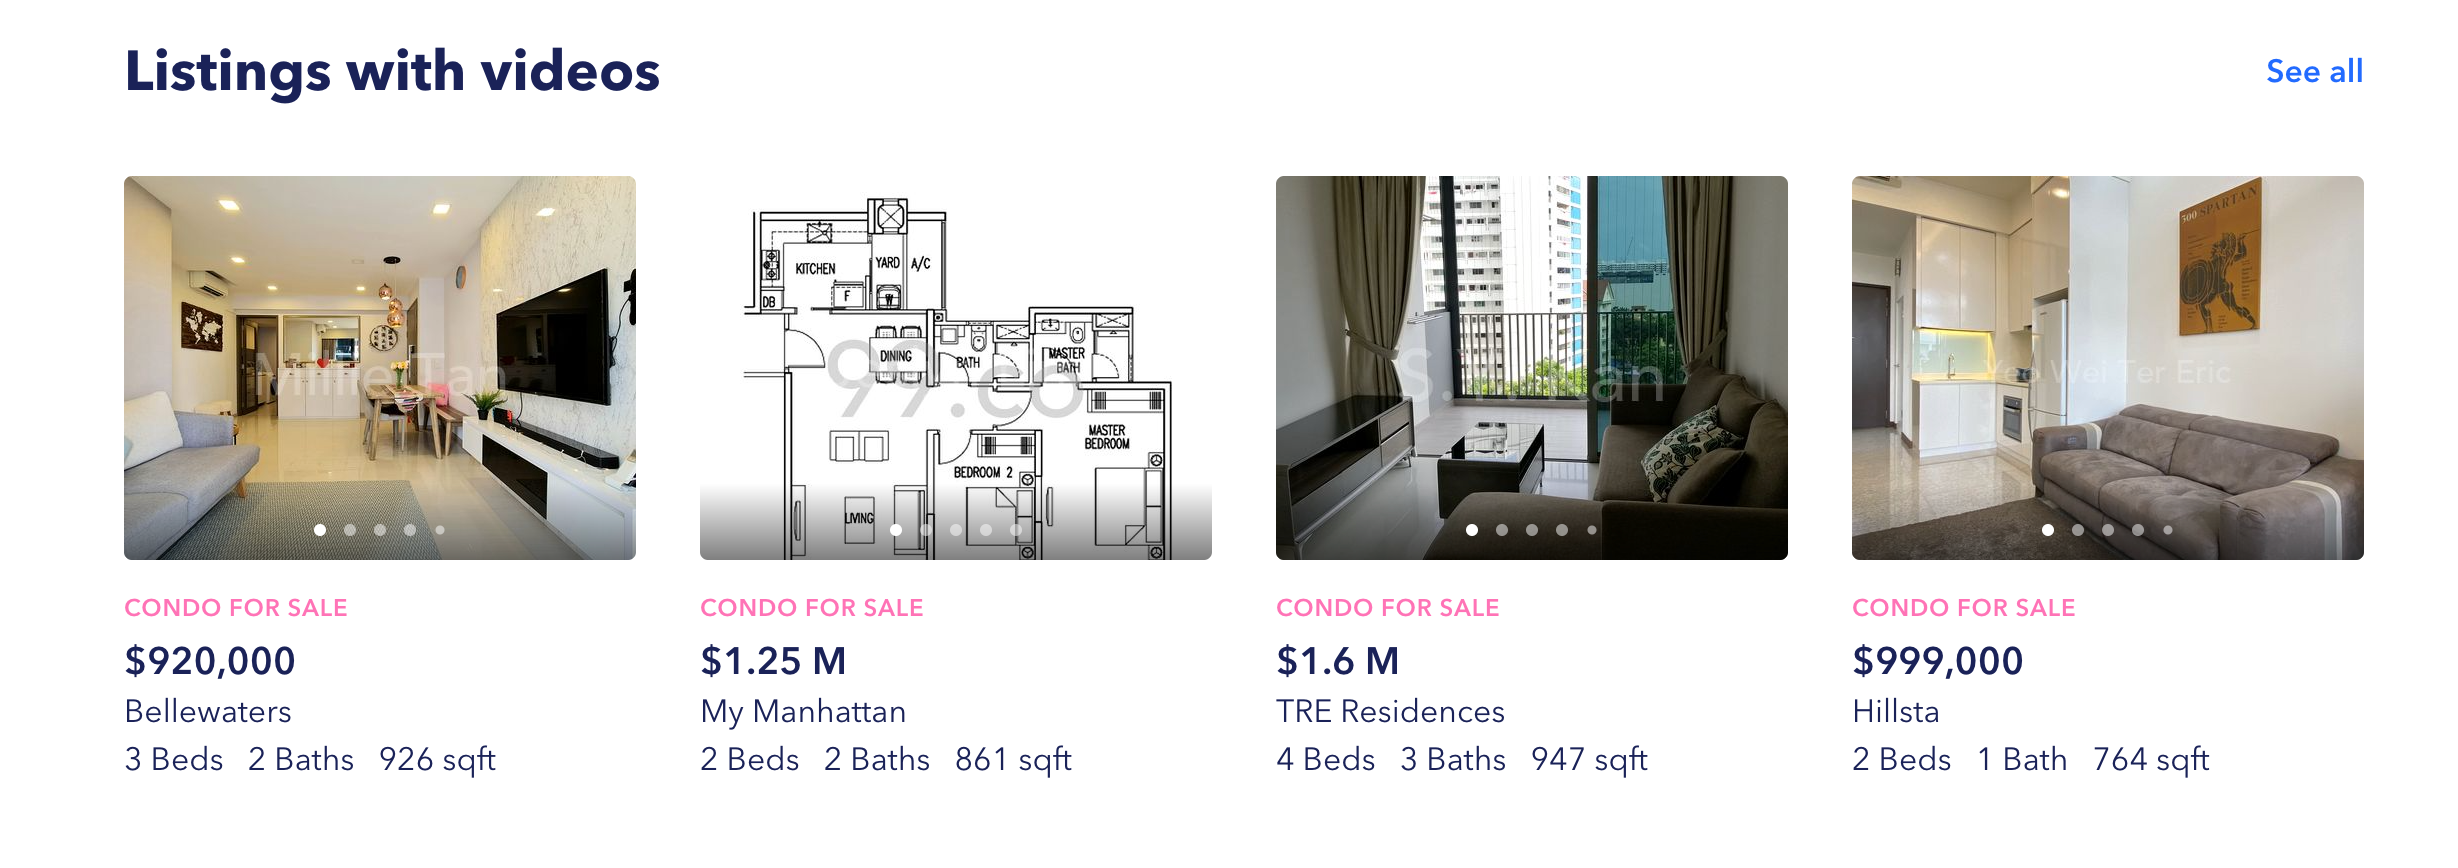 Listings with videos
See all
Millie Tan
KITCHEN
YARD
A/C
F
W
DB
DINING
BATH
MASTER
BATH
99.co
MASTER
BEDROOM
BEDROOM 2
LIVING
300 SPARTAN
Yeo Wei Ter Eric
CONDO FOR SALE
$920,000
Bellewaters
3 Beds 2 Baths 926 sqft
CONDO FOR SALE
$1.25 M
My Manhattan
2 Beds 2 Baths 861 sqft
CONDO FOR SALE
$1.6 M
TRE Residences
4 Beds 3 Baths 947 sqft
CONDO FOR SALE
$999,000
Hillsta
2 Beds 1 Bath 764 sqft